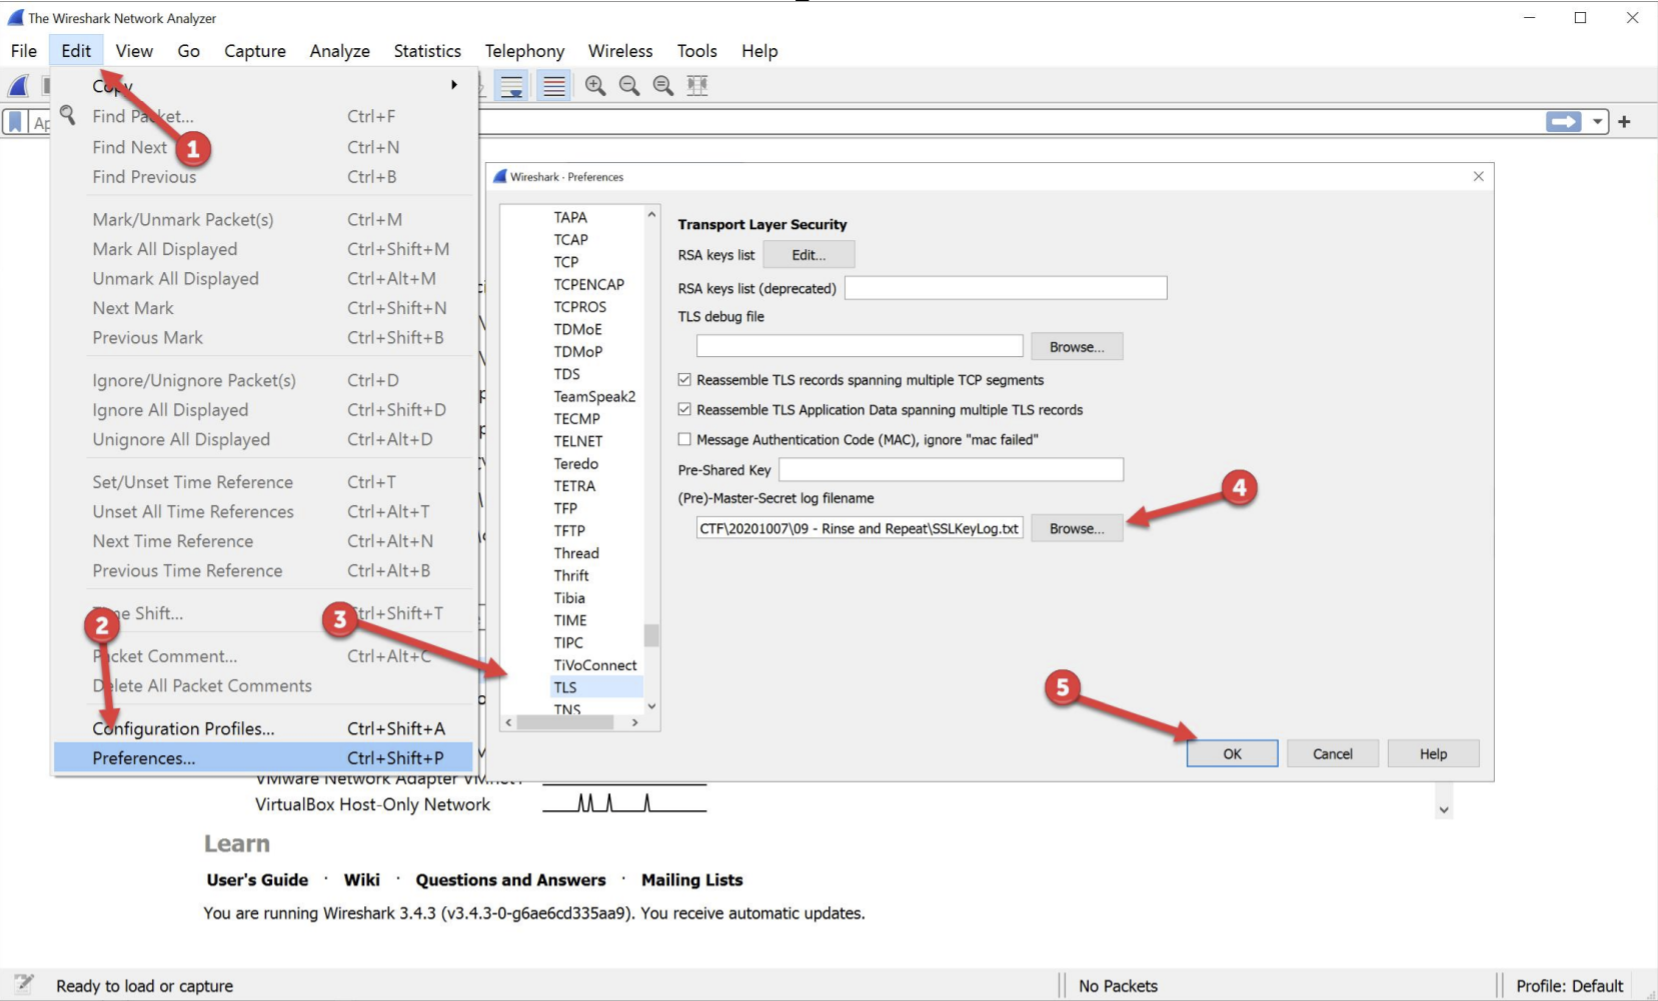 The Wireshark Network Analyzer
File Edit View Go Capture Analyze Statistics Telephony Wireless Tools Help
Copy
Find Packet... Ctrl+F
Find Next Ctrl+N
Find Previous Ctrl+B
Mark/Unmark Packet(s) Ctrl+M
Mark All Displayed Ctrl+Shift+M
Unmark All Displayed Ctrl+Alt+M
Next Mark Ctrl+Shift+N
Previous Mark Ctrl+Shift+B
Ignore/Unignore Packet(s) Ctrl+D
Ignore All Displayed Ctrl+Shift+D
Unignore All Displayed Ctrl+Alt+D
Set/Unset Time Reference Ctrl+T
Unset All Time References Ctrl+Alt+T
Next Time Reference Ctrl+Alt+N
Previous Time Reference Ctrl+Alt+B
Time Shift... Ctrl+Shift+T
Packet Comment... Ctrl+Alt+C
Delete All Packet Comments
Configuration Profiles... Ctrl+Shift+A
Preferences... Ctrl+Shift+P
1
2
3
4
5
Wireshark · Preferences
TAPA
TCAP
TCP
TCPENCAP
TCPROS
TDMoE
TDMoP
TDS
TeamSpeak2
TECMP
TELNET
Teredo
TETRA
TFP
TFTP
Thread
Thrift
Tibia
TIME
TIPC
TiVoConnect
TLS
TNS
Transport Layer Security
RSA keys list Edit...
RSA keys list (deprecated)
TLS debug file
Browse...
Reassemble TLS records spanning multiple TCP segments
Reassemble TLS Application Data spanning multiple TLS records
Message Authentication Code (MAC), ignore "mac failed"
Pre-Shared Key
(Pre)-Master-Secret log filename
CTF\20201007\09 - Rinse and Repeat\SSLKeyLog.txt Browse...
OK Cancel Help
VMware Network Adapter VMnet1
VirtualBox Host-Only Network
Learn
User's Guide · Wiki · Questions and Answers · Mailing Lists
You are running Wireshark 3.4.3 (v3.4.3-0-g6ae6cd335aa9). You receive automatic updates.
Ready to load or capture No Packets Profile: Default